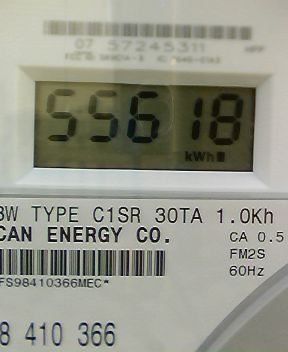 07 57245311
55618
kWh
3W TYPE C1SR 30TA 1.0Kh
CAN ENERGY CO.
CA 0.5
FM2S
60Hz
FS98410366MEC*
8 410 366